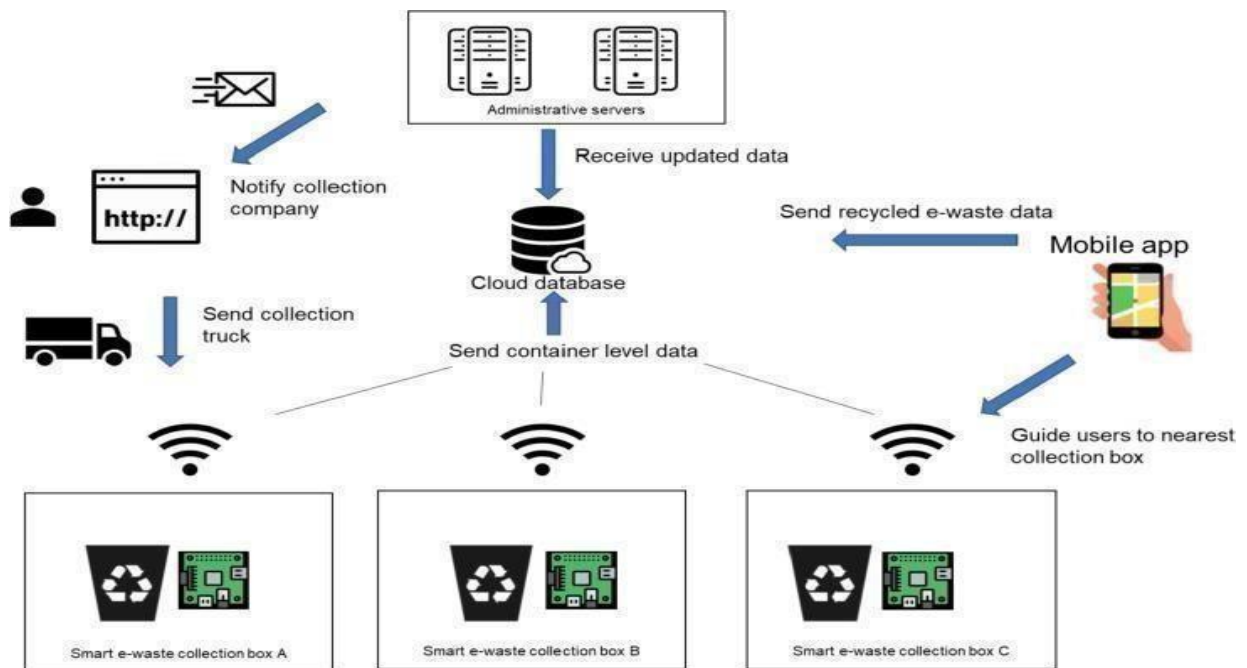 Administrative servers
Receive updated data
Notify collection
company
http://
Send recycled e-waste data
Mobile app
Cloud database
Send collection
truck
Send container level data
Guide users to nearest
collection box
Smart e-waste collection box A
Smart e-waste collection box B
Smart e-waste collection box C